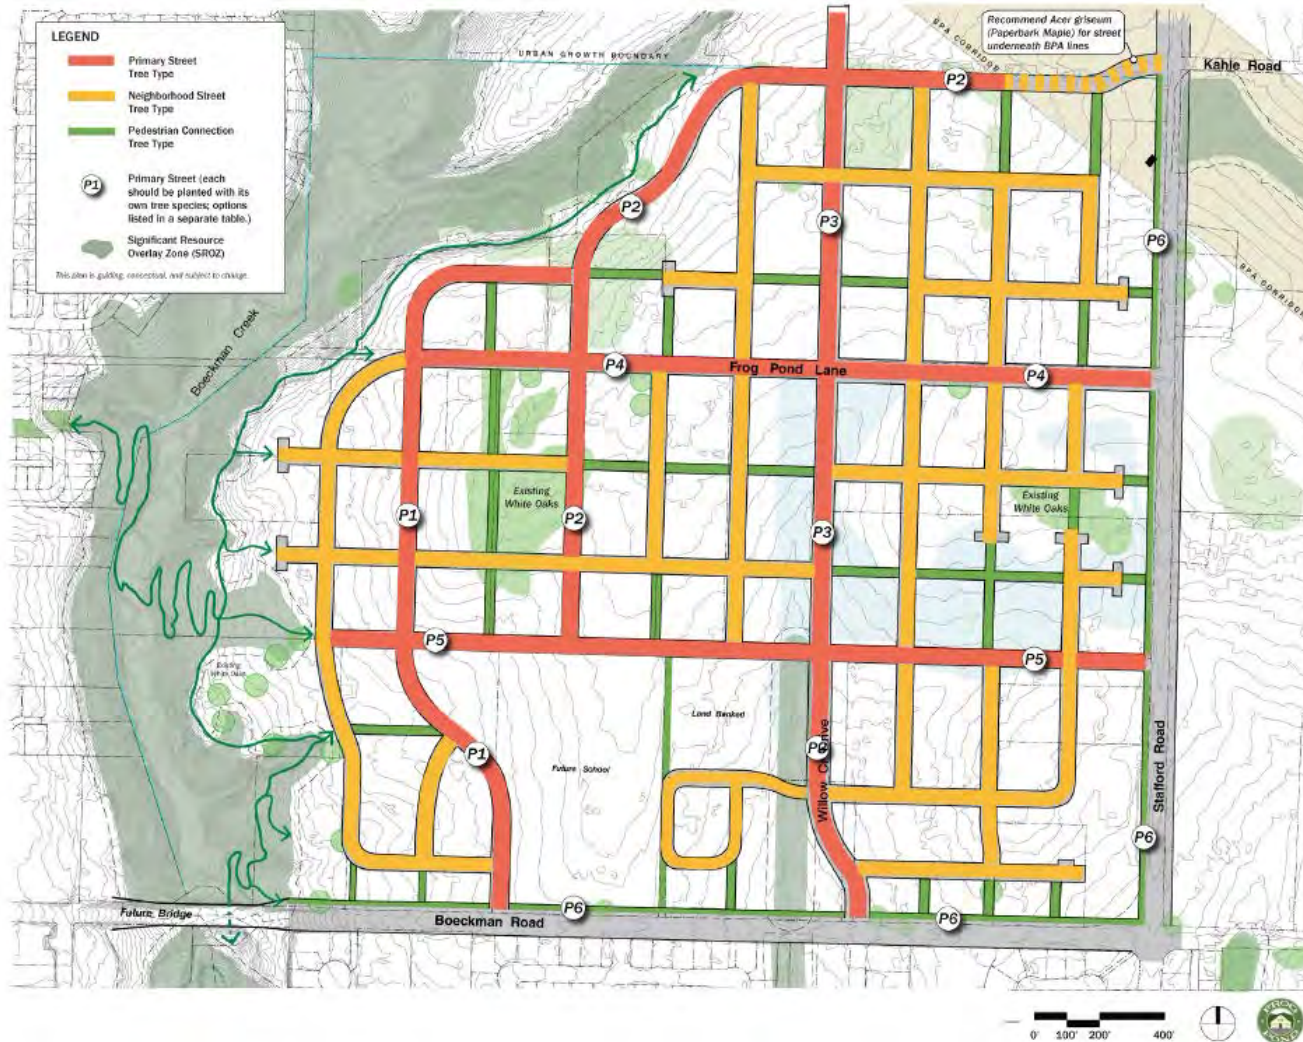 LEGEND
Primary Street
Tree Type
Neighborhood Street
Tree Type
Pedestrian Connection
Tree Type
P1
Primary Street (each
should be planted with its
own tree species; options
listed in a separate table.)
Significant Resource
Overlay Zone (SROZ)
This plan is guiding, conceptual, and subject to change.
Recommend Acer griseum
(Paperbark Maple) for street
underneath BPA lines
BPA CORRIDOR
URBAN GROWTH BOUNDARY
Kahle Road
P2
P2
P3
P6
BPA CORRIDOR
Boeckman Creek
P4
Frog Pond Lane
P4
Existing
White Oaks
Existing
White Oaks
P1
P2
P3
P5
P5
Existing
White Oaks
Land Banked
P1
Future School
Willow Drive
Stafford Road
P6
Future Bridge
Boeckman Road
P6
P6
0' 100' 200' 400'
FROG
POND